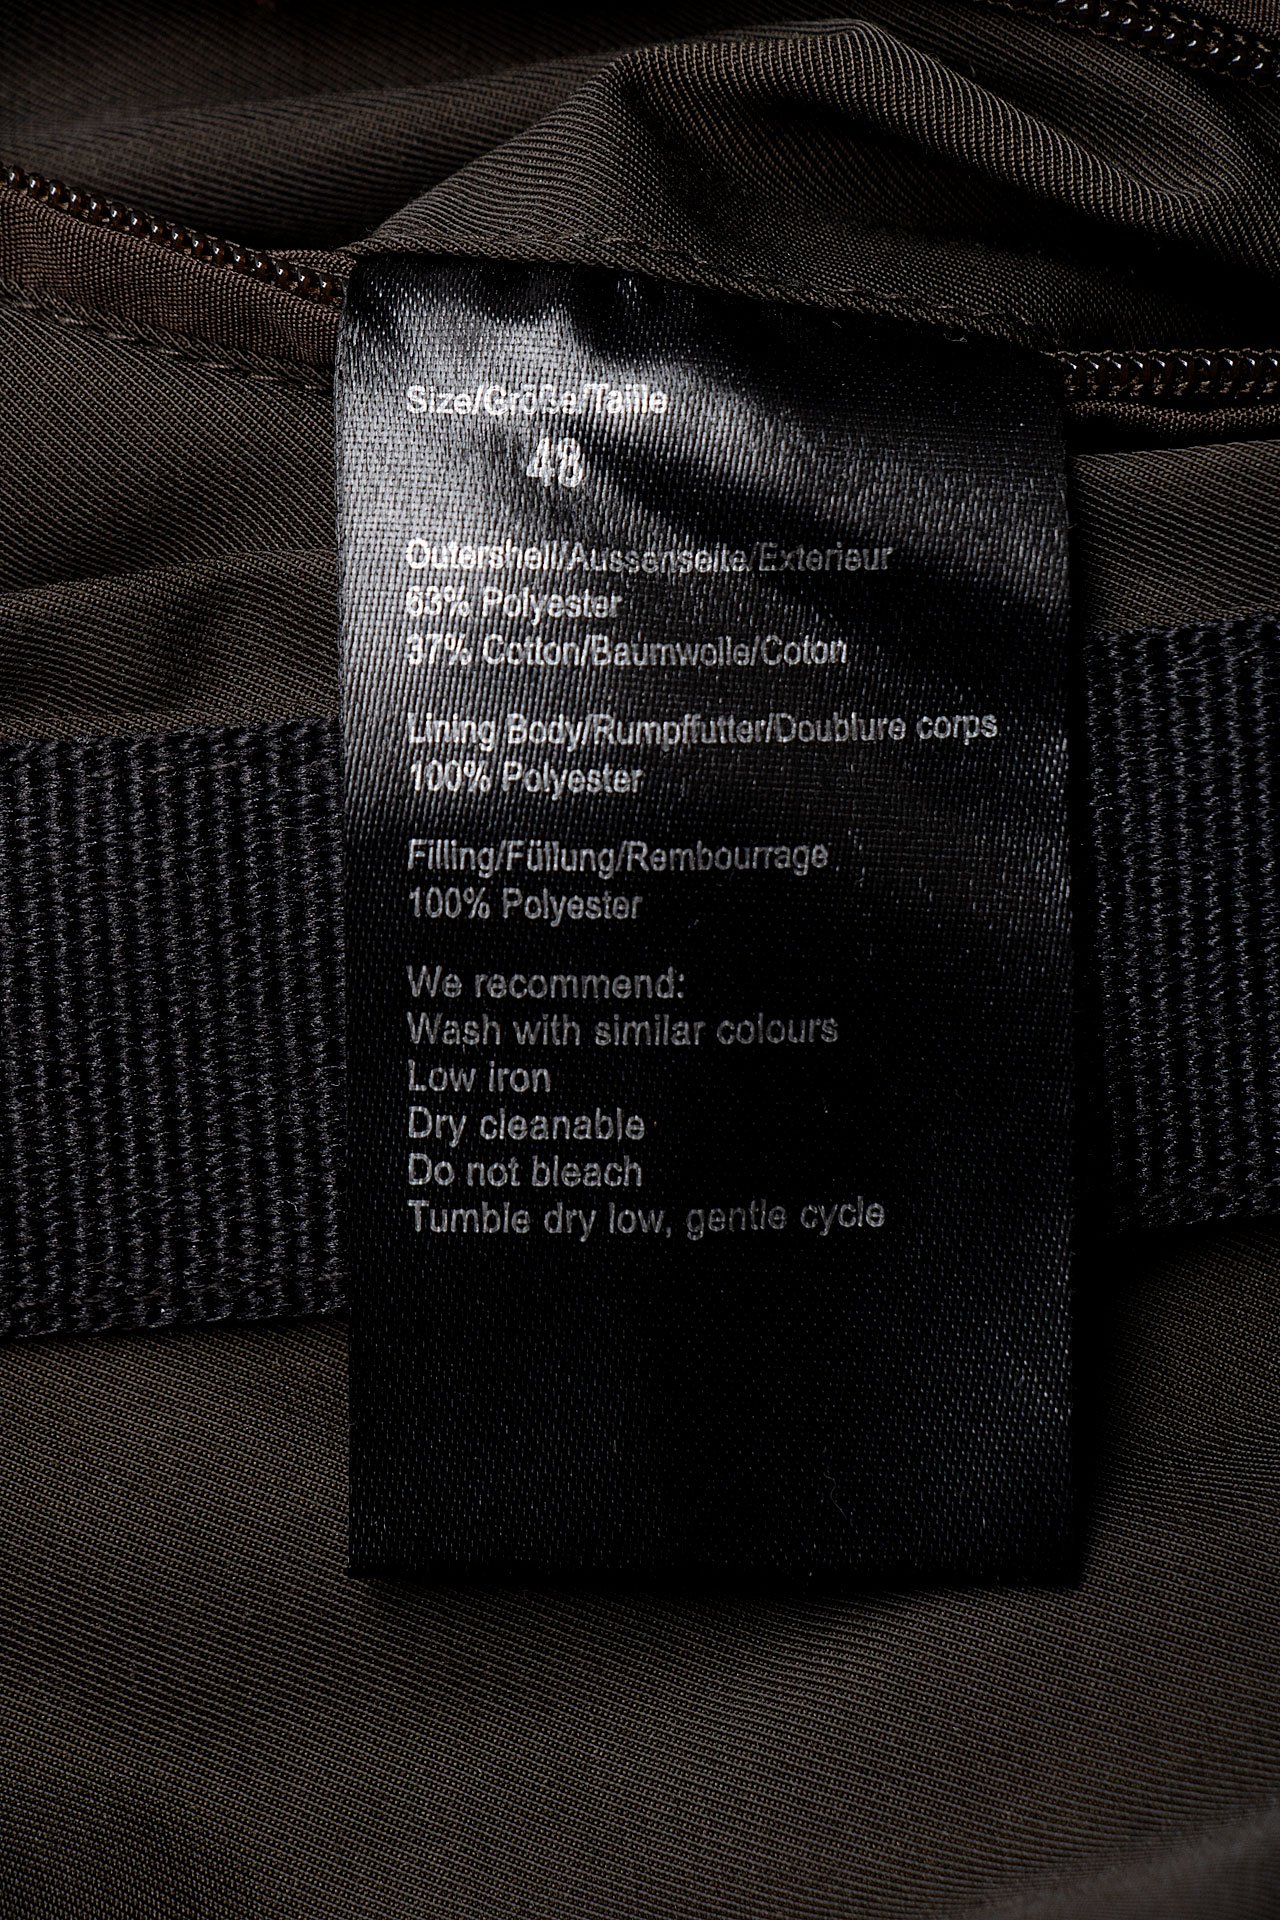 Size/Größe/Taille
48
Outershell/Aussenseite/Exterieur
63% Polyester
37% Cotton/Baumwolle/Coton
Lining Body/Rumpffutter/Doublure corps
100% Polyester
Filling/Füllung/Rembourrage
100% Polyester
We recommend:
Wash with similar colours
Low iron
Dry cleanable
Do not bleach
Tumble dry low, gentle cycle